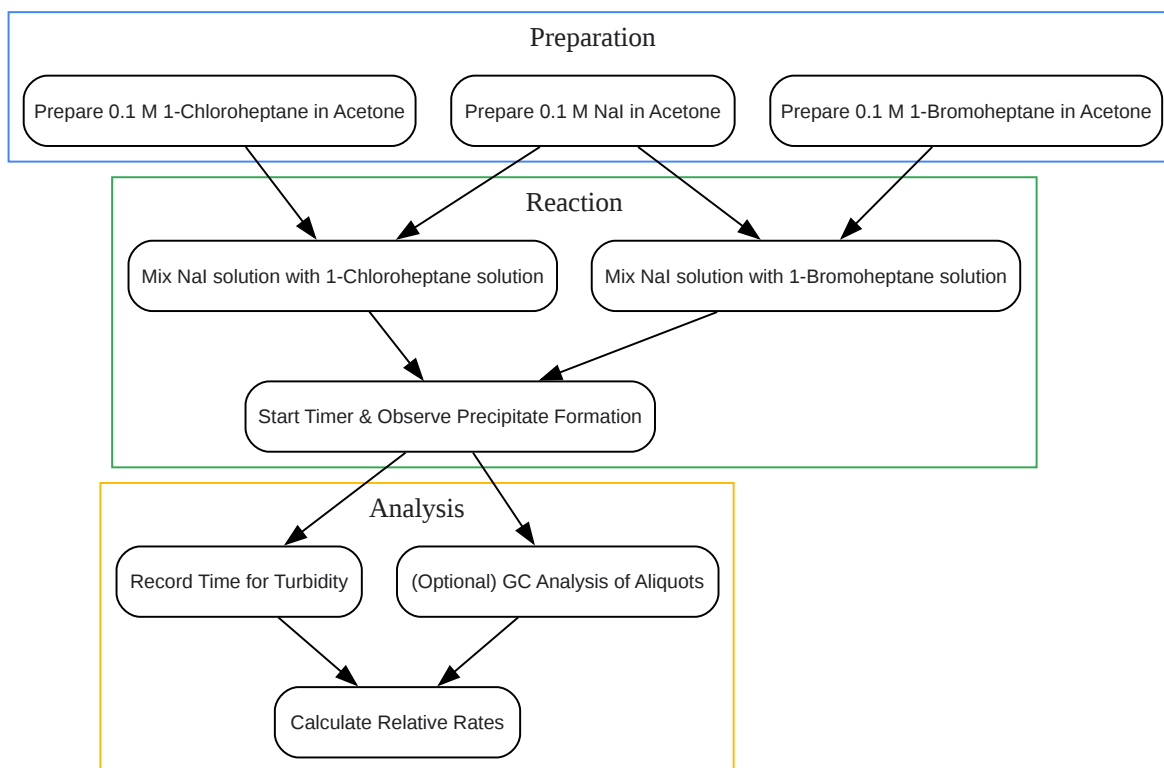 Preparation
Prepare 0.1 M 1-Chloroheptane in Acetone
Prepare 0.1 M NaI in Acetone
Prepare 0.1 M 1-Bromoheptane in Acetone
Reaction
Mix NaI solution with 1-Chloroheptane solution
Mix NaI solution with 1-Bromoheptane solution
Start Timer & Observe Precipitate Formation
Analysis
Record Time for Turbidity
(Optional) GC Analysis of Aliquots
Calculate Relative Rates